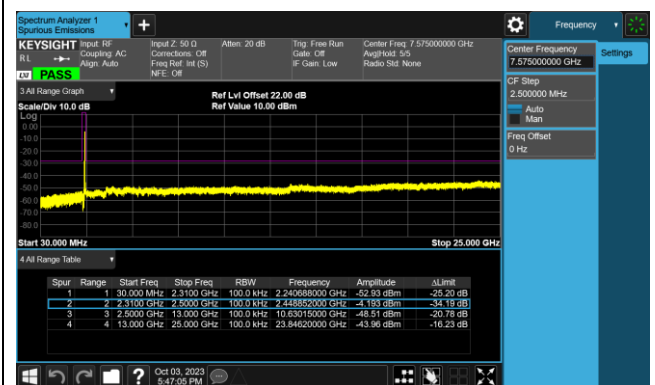 Spectrum Analyzer 1
Spurious Emissions
Frequency
KEYSIGHT
RL
LXI PASS
Input: RF
Coupling: AC
Align: Auto
Input Z: 50 Ω
Corrections: Off
Freq Ref: Int (S)
NFE: Off
Atten: 20 dB
Trig: Free Run
Gate: Off
IF Gain: Low
Center Freq: 7.575000000 GHz
Avg|Hold: 5/5
Radio Std: None
Center Frequency
7.575000000 GHz
Settings
CF Step
2.500000 MHz
Auto
Man
Freq Offset
0 Hz
3 All Range Graph
Scale/Div 10.0 dB
Ref Lvl Offset 22.00 dB
Ref Value 10.00 dBm
Log
0.00
-10.0
-20.0
-30.0
-40.0
-50.0
-60.0
-70.0
-80.0
Start 30.000 MHz Stop 25.000 GHz
4 All Range Table
Spur Range Start Freq Stop Freq RBW Frequency Amplitude ΔLimit
1 1 30.000 MHz 2.3100 GHz 100.0 kHz 2.240688000 GHz -52.93 dBm -25.20 dB
2 2 2.3100 GHz 2.5000 GHz 100.0 kHz 2.448852000 GHz -4.193 dBm -34.19 dB
3 3 2.5000 GHz 13.000 GHz 100.0 kHz 10.63015000 GHz -48.51 dBm -20.78 dB
4 4 13.000 GHz 25.000 GHz 100.0 kHz 23.84620000 GHz -43.96 dBm -16.23 dB
?
Oct 03, 2023
5:47:05 PM